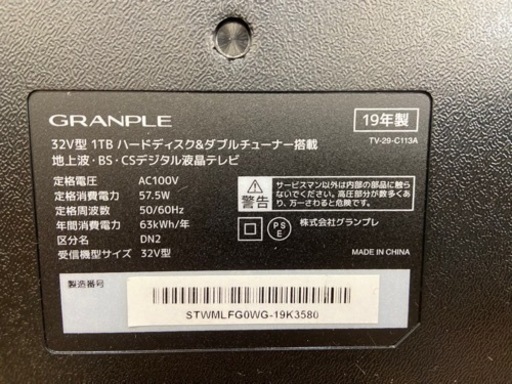 GRANPLE
19年製
TV-29-C113A
32V型 1TB ハードディスク&ダブルチューナー搭載
地上波・BS・CSデジタル液晶テレビ
定格電圧 AC100V
定格消費電力 57.5W
定格周波数 50/60Hz
年間消費電力 63kWh/年
区分名 DN2
受信機型サイズ 32V型
警告
サービスマン以外は内部の部品に触らないでください。高圧部分が数多くあり、万一さわると危険です。
PSE
株式会社グランプレ
MADE IN CHINA
製造番号
STWMLFG0WG-19K3580